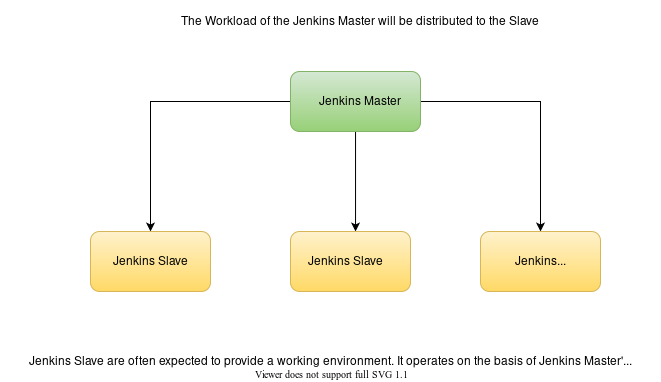 The Workload of the Jenkins Master will be distributed to the Slave
Jenkins Master
Jenkins Slave
Jenkins Slave
Jenkins...
Jenkins Slave are often expected to provide a working environment. It operates on the basis of Jenkins Master'...
Viewer does not support full SVG 1.1